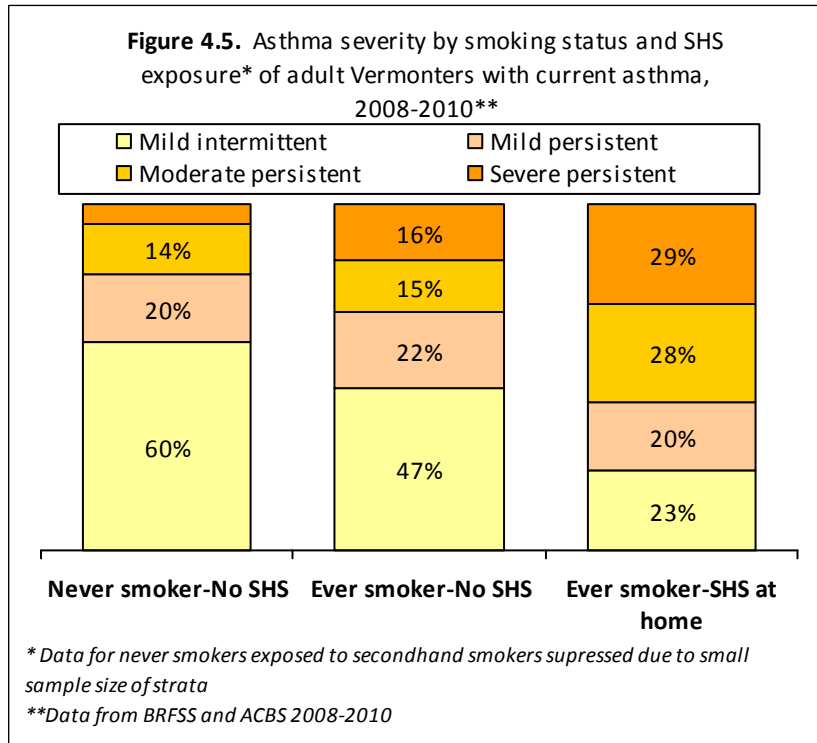 Figure 4.5. Asthma severity by smoking status and SHS
exposure* of adult Vermonters with current asthma,
2008-2010**
Mild intermittent Mild persistent
Moderate persistent Severe persistent
14%
20%
60%
16%
15%
22%
47%
29%
28%
20%
23%
Never smoker-No SHS Ever smoker-No SHS Ever smoker-SHS at
home
* Data for never smokers exposed to secondhand smokers supressed due to small
sample size of strata
**Data from BRFSS and ACBS 2008-2010